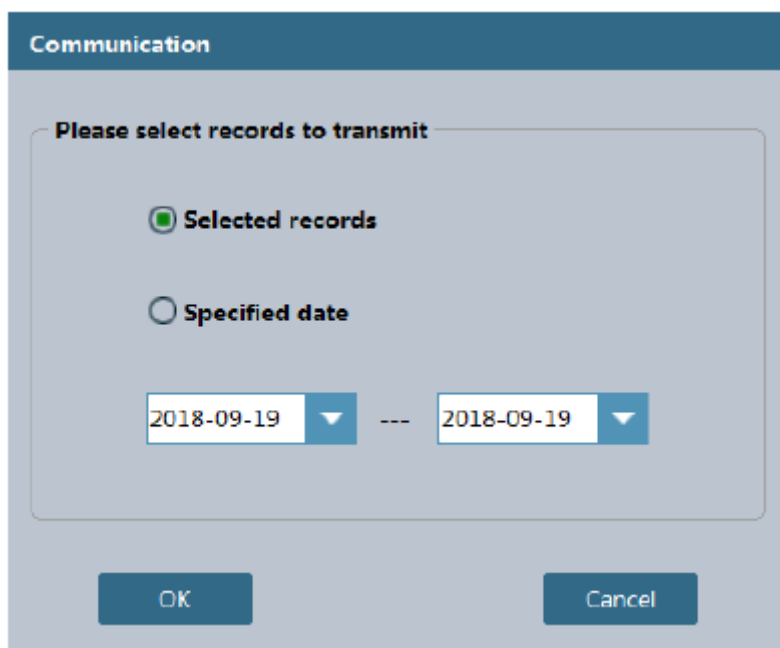 Communication
Please select records to transmit
Selected records
Specified date
2018-09-19 --- 2018-09-19
OK Cancel